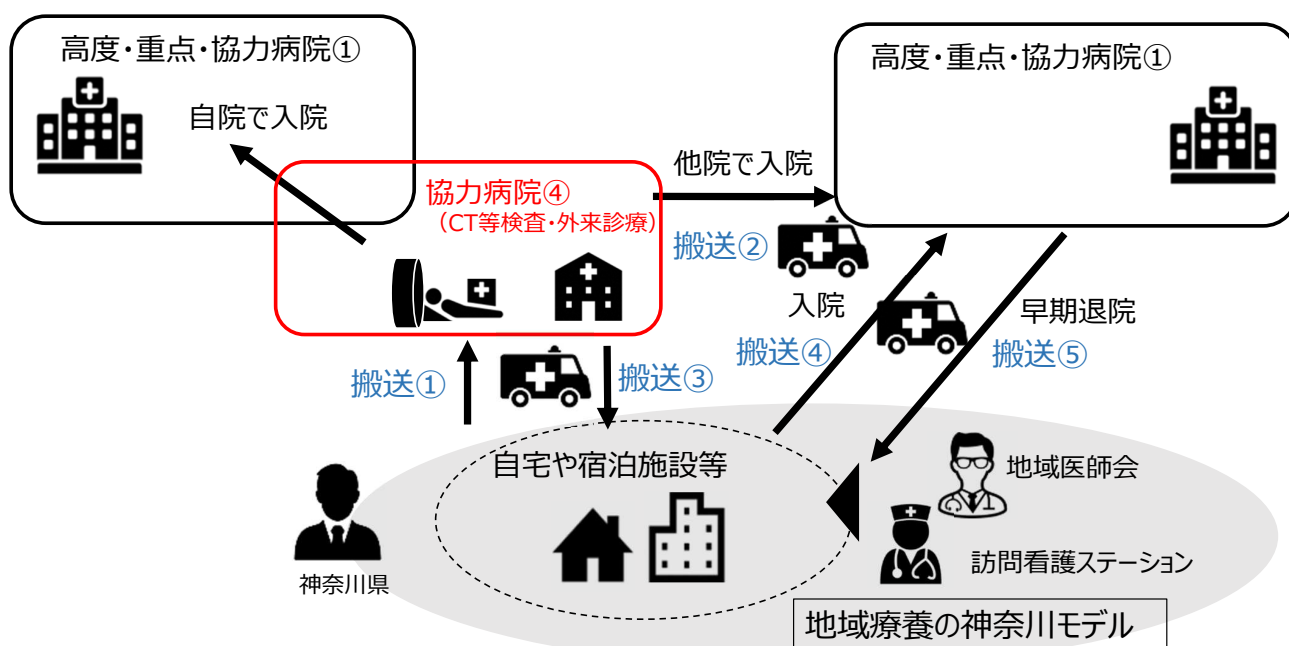 高度・重点・協力病院①
自院で入院
高度・重点・協力病院①
他院で入院
協力病院④
（CT等検査・外来診療）
搬送②
入院
搬送④
早期退院
搬送⑤
搬送①
搬送③
自宅や宿泊施設等
神奈川県
地域医師会
訪問看護ステーション
地域療養の神奈川モデル